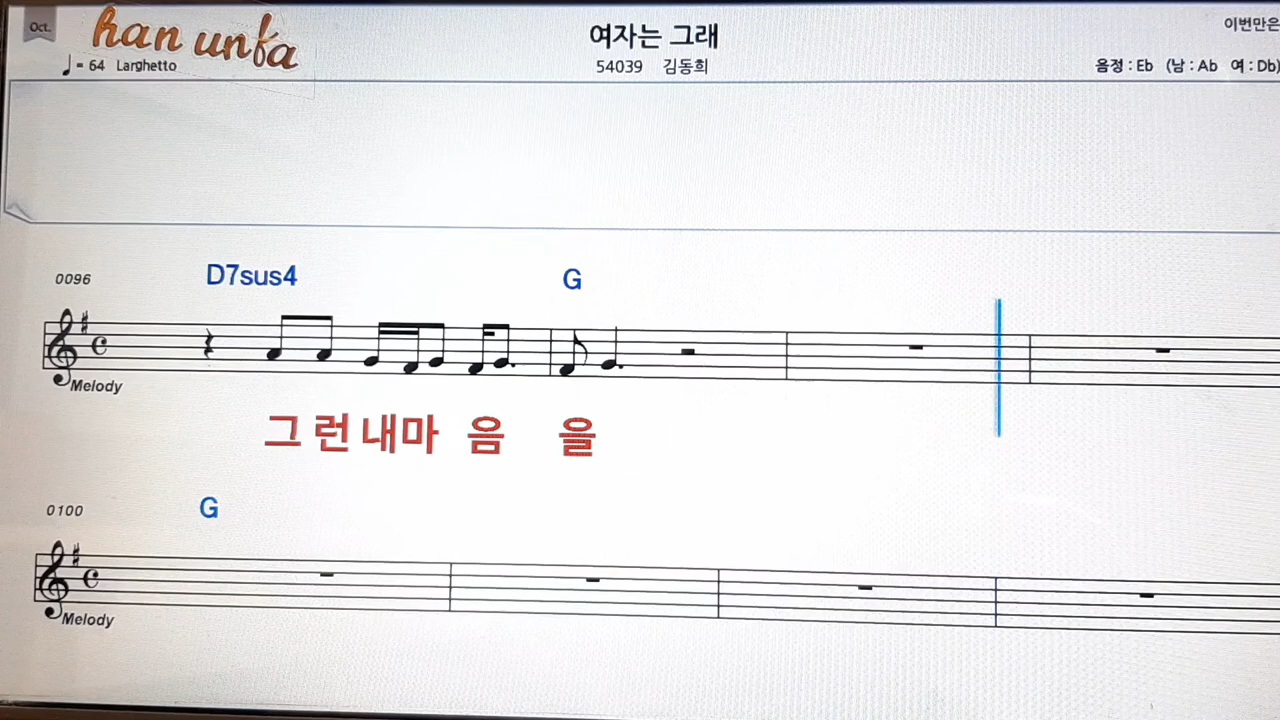 Oct.
han unfa
여자는 그래
이번만은
♩= 64 Larghetto
54039 김동희
음정 : Eb (남 : Ab 여 : Db)
0096
D7sus4 G
Melody
그 런 내마 음 을
0100
G
Melody